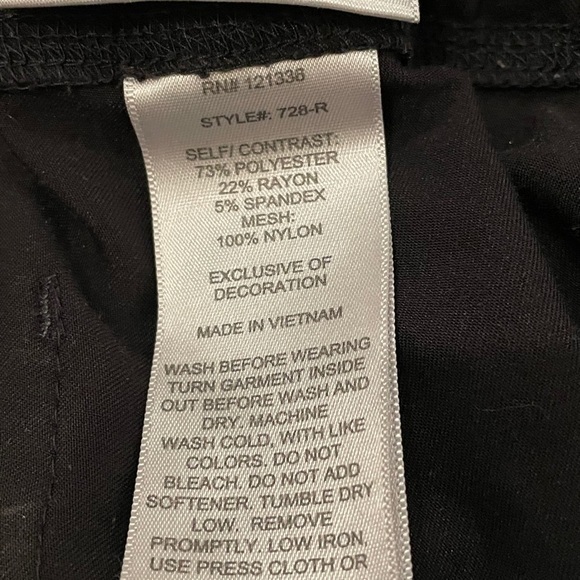 RN# 121336
STYLE#: 728-R
SELF/ CONTRAST:
73% POLYESTER
22% RAYON
5% SPANDEX
MESH:
100% NYLON
EXCLUSIVE OF
DECORATION
MADE IN VIETNAM
WASH BEFORE WEARING
TURN GARMENT INSIDE
OUT BEFORE WASH AND
DRY. MACHINE
WASH COLD, WITH LIKE
COLORS. DO NOT
BLEACH. DO NOT ADD
SOFTENER. TUMBLE DRY
LOW. REMOVE
PROMPTLY. LOW IRON.
USE PRESS CLOTH OR